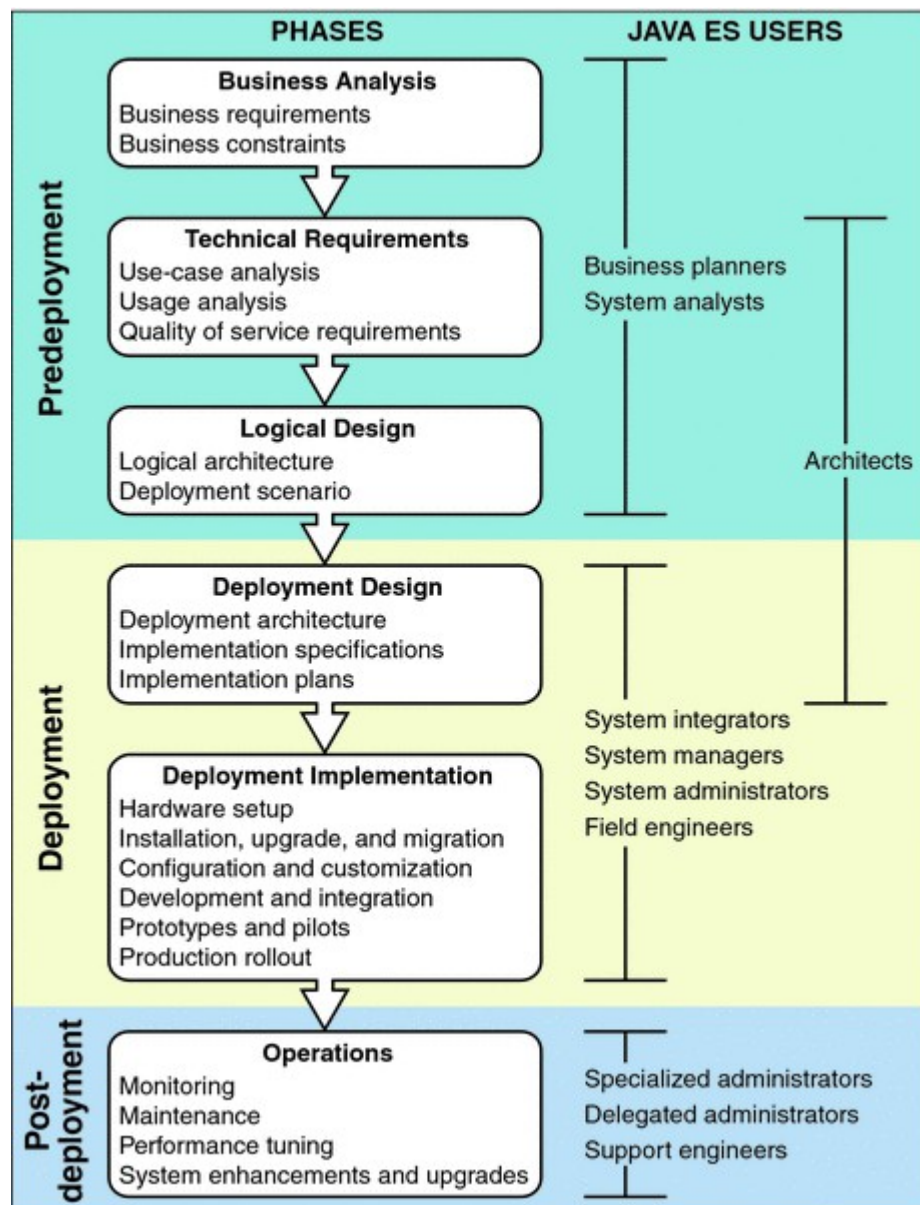 PHASES
JAVA ES USERS
Predeployment
Business Analysis
Business requirements
Business constraints
Technical Requirements
Use-case analysis
Usage analysis
Quality of service requirements
Logical Design
Logical architecture
Deployment scenario
Business planners
System analysts
Architects
Deployment
Deployment Design
Deployment architecture
Implementation specifications
Implementation plans
Deployment Implementation
Hardware setup
Installation, upgrade, and migration
Configuration and customization
Development and integration
Prototypes and pilots
Production rollout
System integrators
System managers
System administrators
Field engineers
Post-
deployment
Operations
Monitoring
Maintenance
Performance tuning
System enhancements and upgrades
Specialized administrators
Delegated administrators
Support engineers